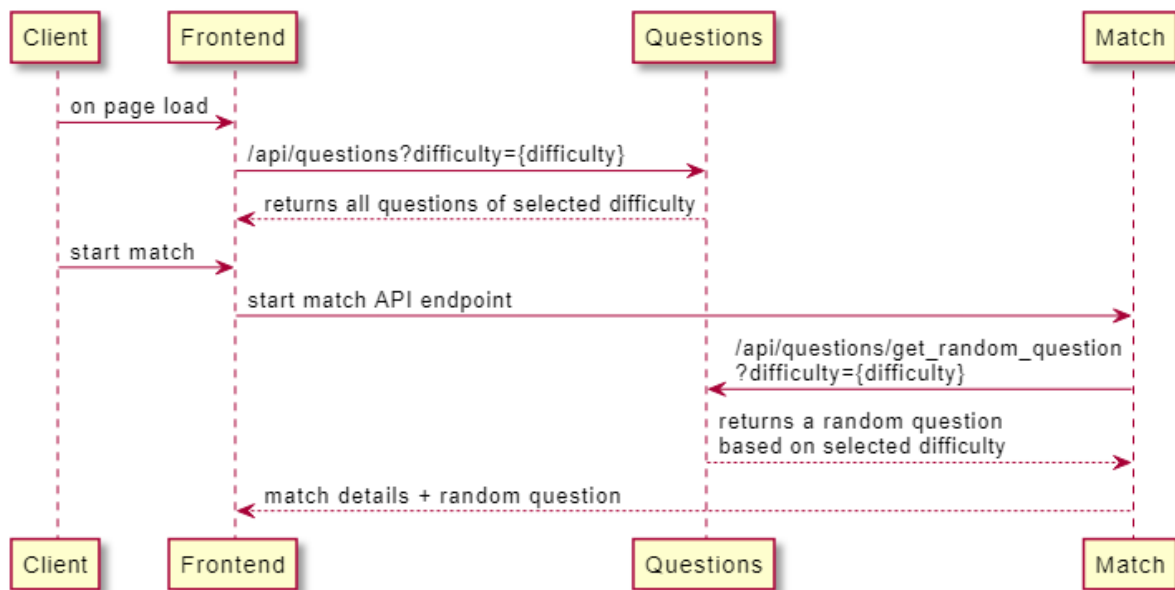 Client
Frontend
Questions
Match
on page load
/api/questions?difficulty={difficulty}
returns all questions of selected difficulty
start match
start match API endpoint
/api/questions/get_random_question
?difficulty={difficulty}
returns a random question
based on selected difficulty
match details + random question
Client
Frontend
Questions
Match